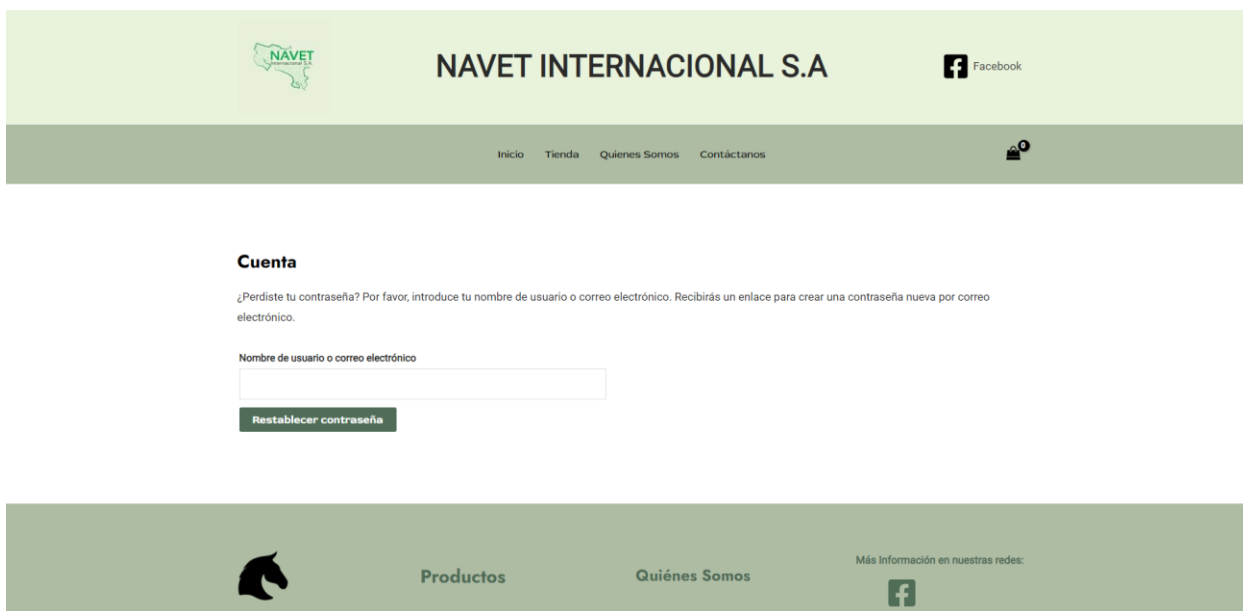 NAVET
Internacional S.A
NAVET INTERNACIONAL S.A
Facebook
Inicio Tienda Quienes Somos Contáctanos
0
Cuenta
¿Perdiste tu contraseña? Por favor, introduce tu nombre de usuario o correo electrónico. Recibirás un enlace para crear una contraseña nueva por correo
electrónico.
Nombre de usuario o correo electrónico
Restablecer contraseña
Productos
Quiénes Somos
Más Información en nuestras redes: